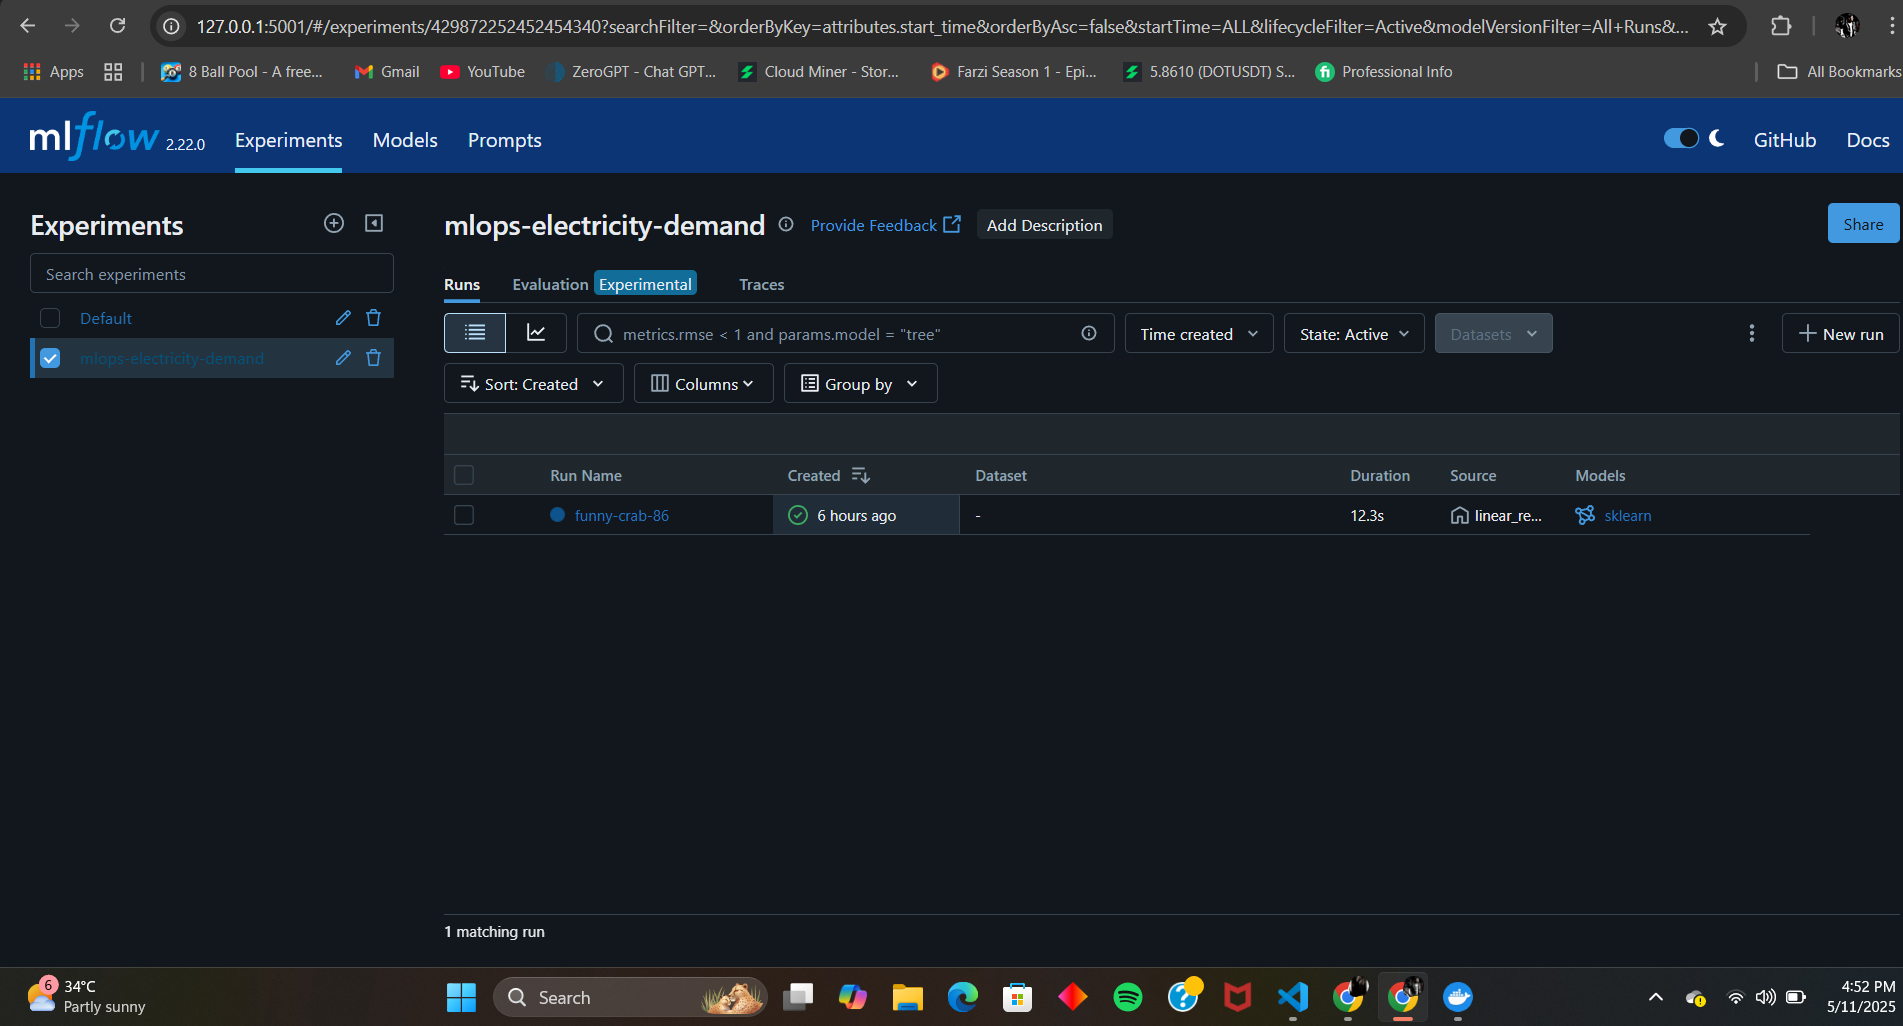 127.0.0.1:5001/#/experiments/429872252452454340?searchFilter=&orderByKey=attributes.start_time&orderByAsc=false&startTime=ALL&lifecycleFilter=Active&modelVersionFilter=All+Runs&...
Apps
8 Ball Pool - A free...
Gmail
YouTube
ZeroGPT - Chat GPT...
Cloud Miner - Stor...
Farzi Season 1 - Epi...
5.8610 (DOTUSDT) S...
fi
Professional Info
All Bookmarks
mlflow 2.22.0
Experiments
Models
Prompts
GitHub
Docs
Experiments
Search experiments
Default
mlops-electricity-demand
mlops-electricity-demand
Provide Feedback
Add Description
Share
Runs
Evaluation Experimental
Traces
metrics.rmse < 1 and params.model = "tree"
Time created
State: Active
Datasets
New run
Sort: Created
Columns
Group by
Run Name
Created
Dataset
Duration
Source
Models
funny-crab-86
6 hours ago
-
12.3s
linear_re...
sklearn
1 matching run
6
34°C
Partly sunny
Search
4:52 PM
5/11/2025